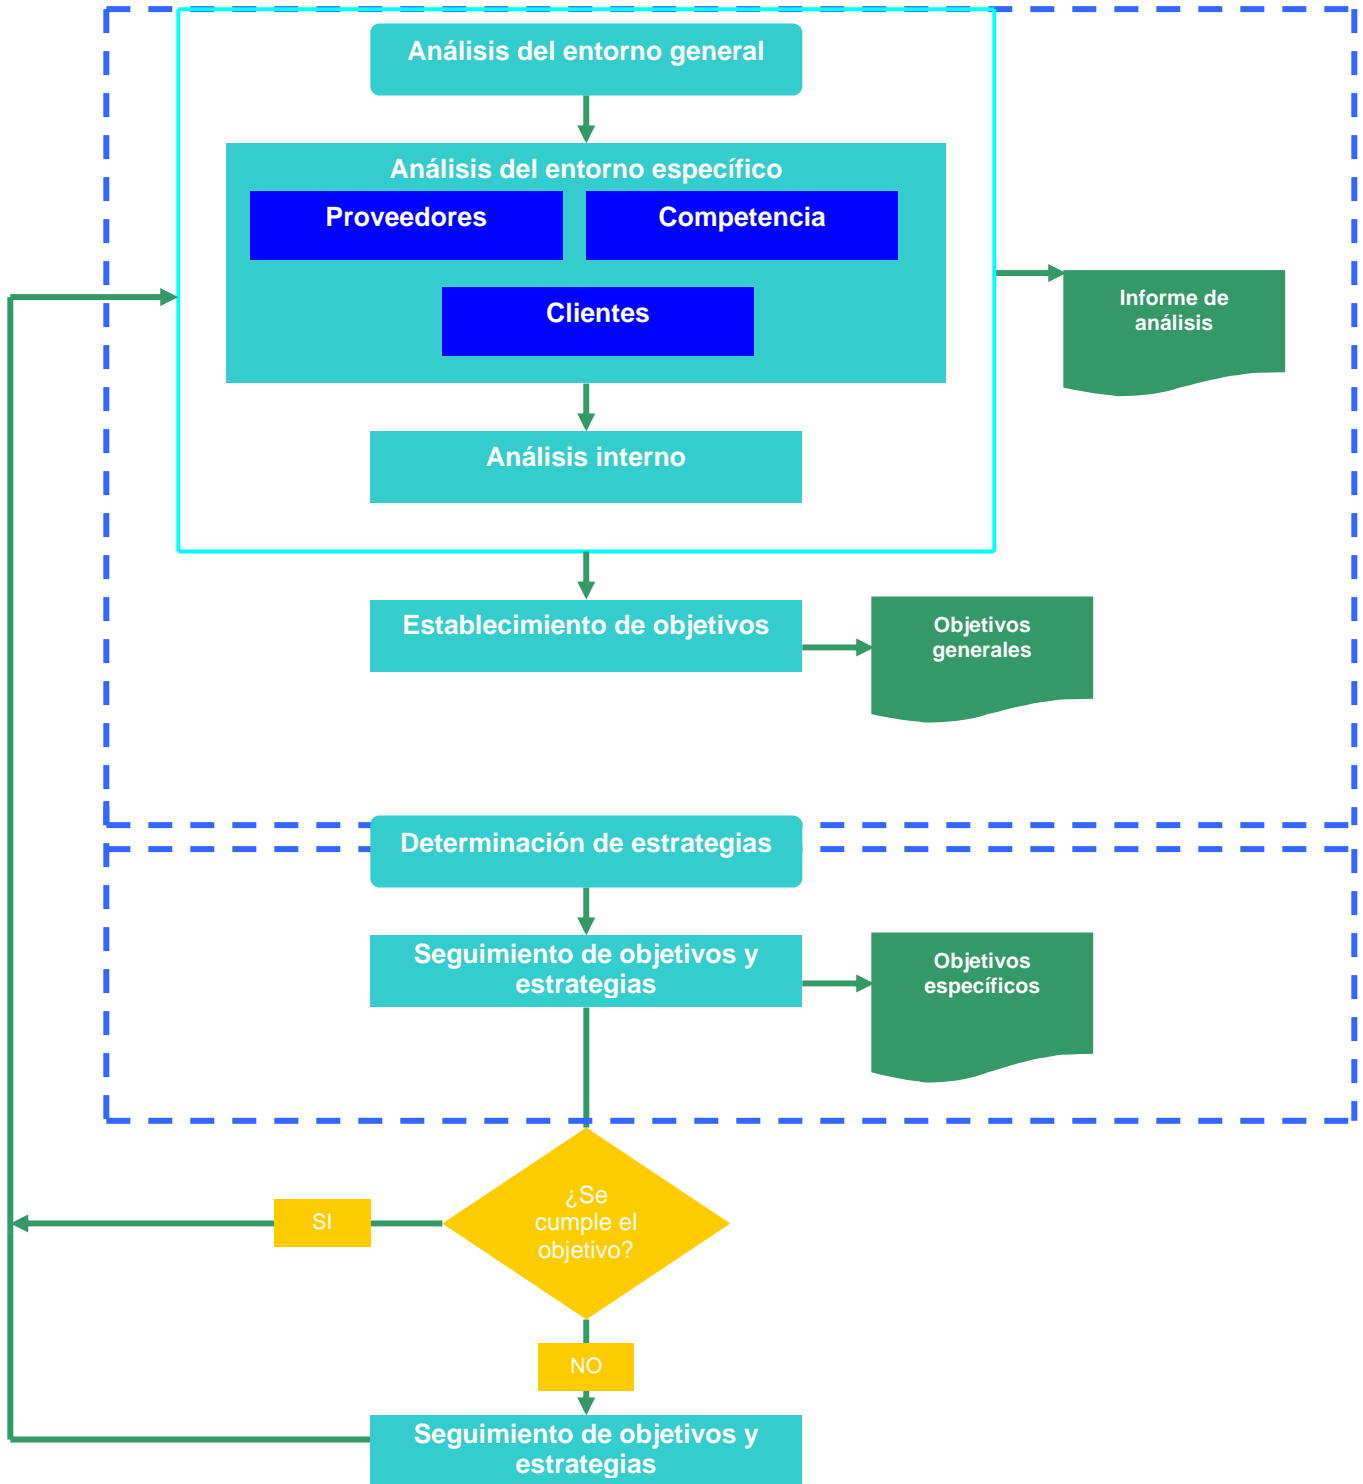 Análisis del entorno general
Análisis del entorno específico
Proveedores
Competencia
Clientes
Informe de
análisis
Análisis interno
Establecimiento de objetivos
Objetivos
generales
Determinación de estrategias
Seguimiento de objetivos y
estrategias
Objetivos
específicos
¿Se
cumple el
objetivo?
SI
NO
Seguimiento de objetivos y
estrategias